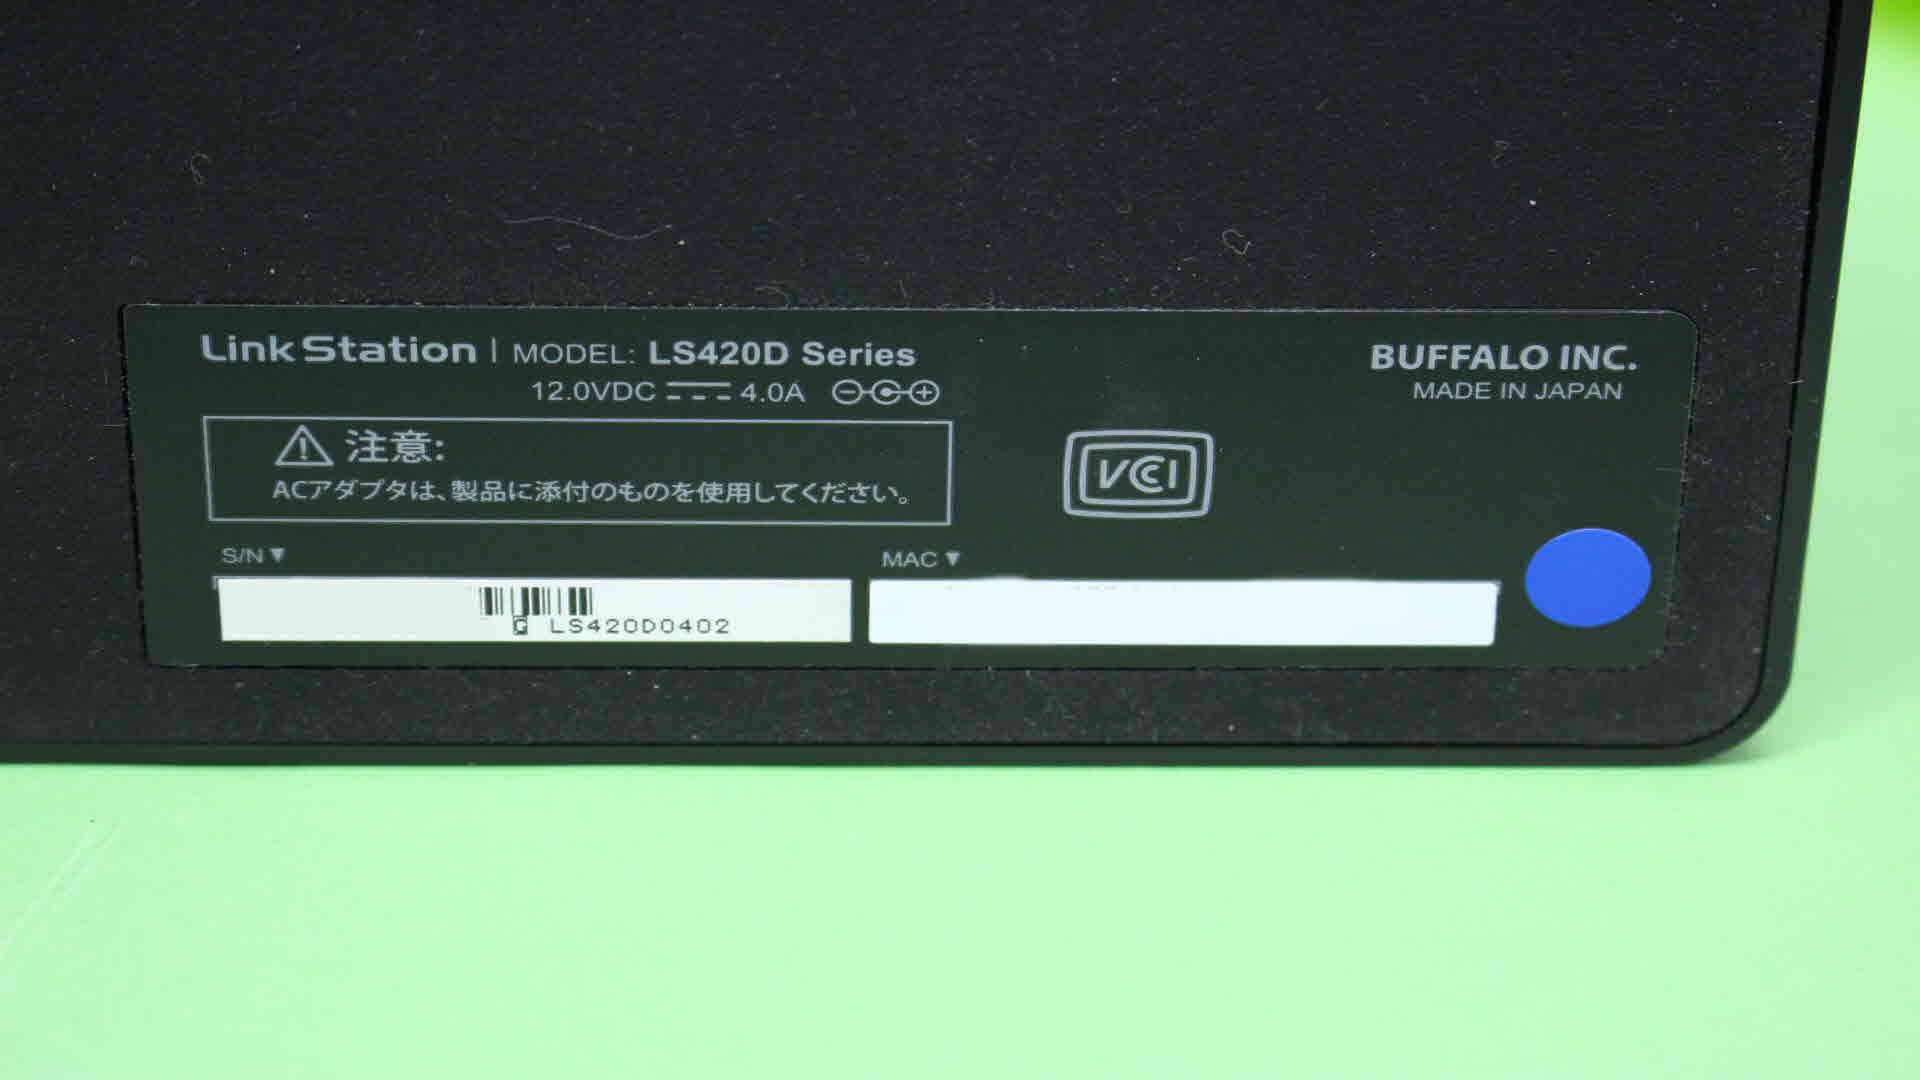 LinkStation | MODEL: LS420D Series
12.0VDC 4.0A
BUFFALO INC.
MADE IN JAPAN
注意:
ACアダプタは、製品に添付のものを使用してください。
VCCI
S/N▼
MAC▼
G LS420D0402